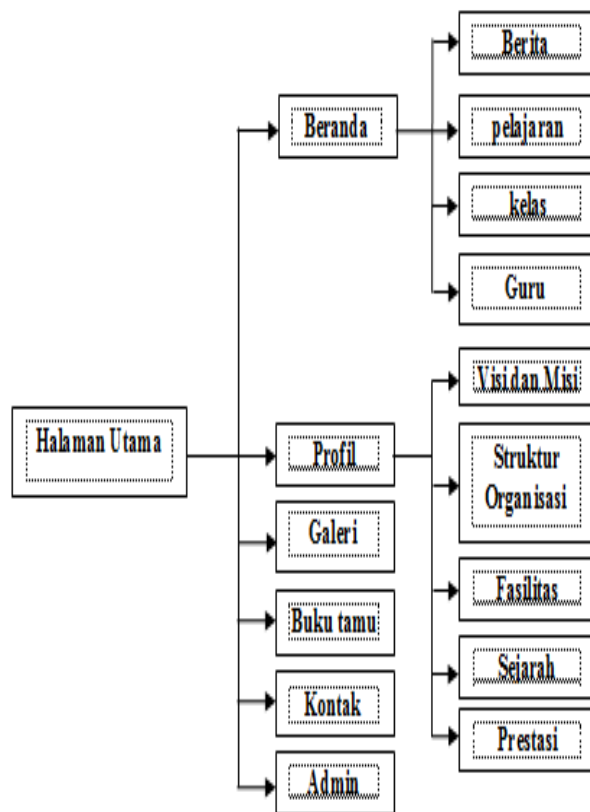 Halaman Utama
Beranda
Berita
pelajaran
kelas
Guru
Profil
Visi dan Misi
Struktur
Organisasi
Fasilitas
Sejarah
Prestasi
Galeri
Buku tamu
Kontak
Admin